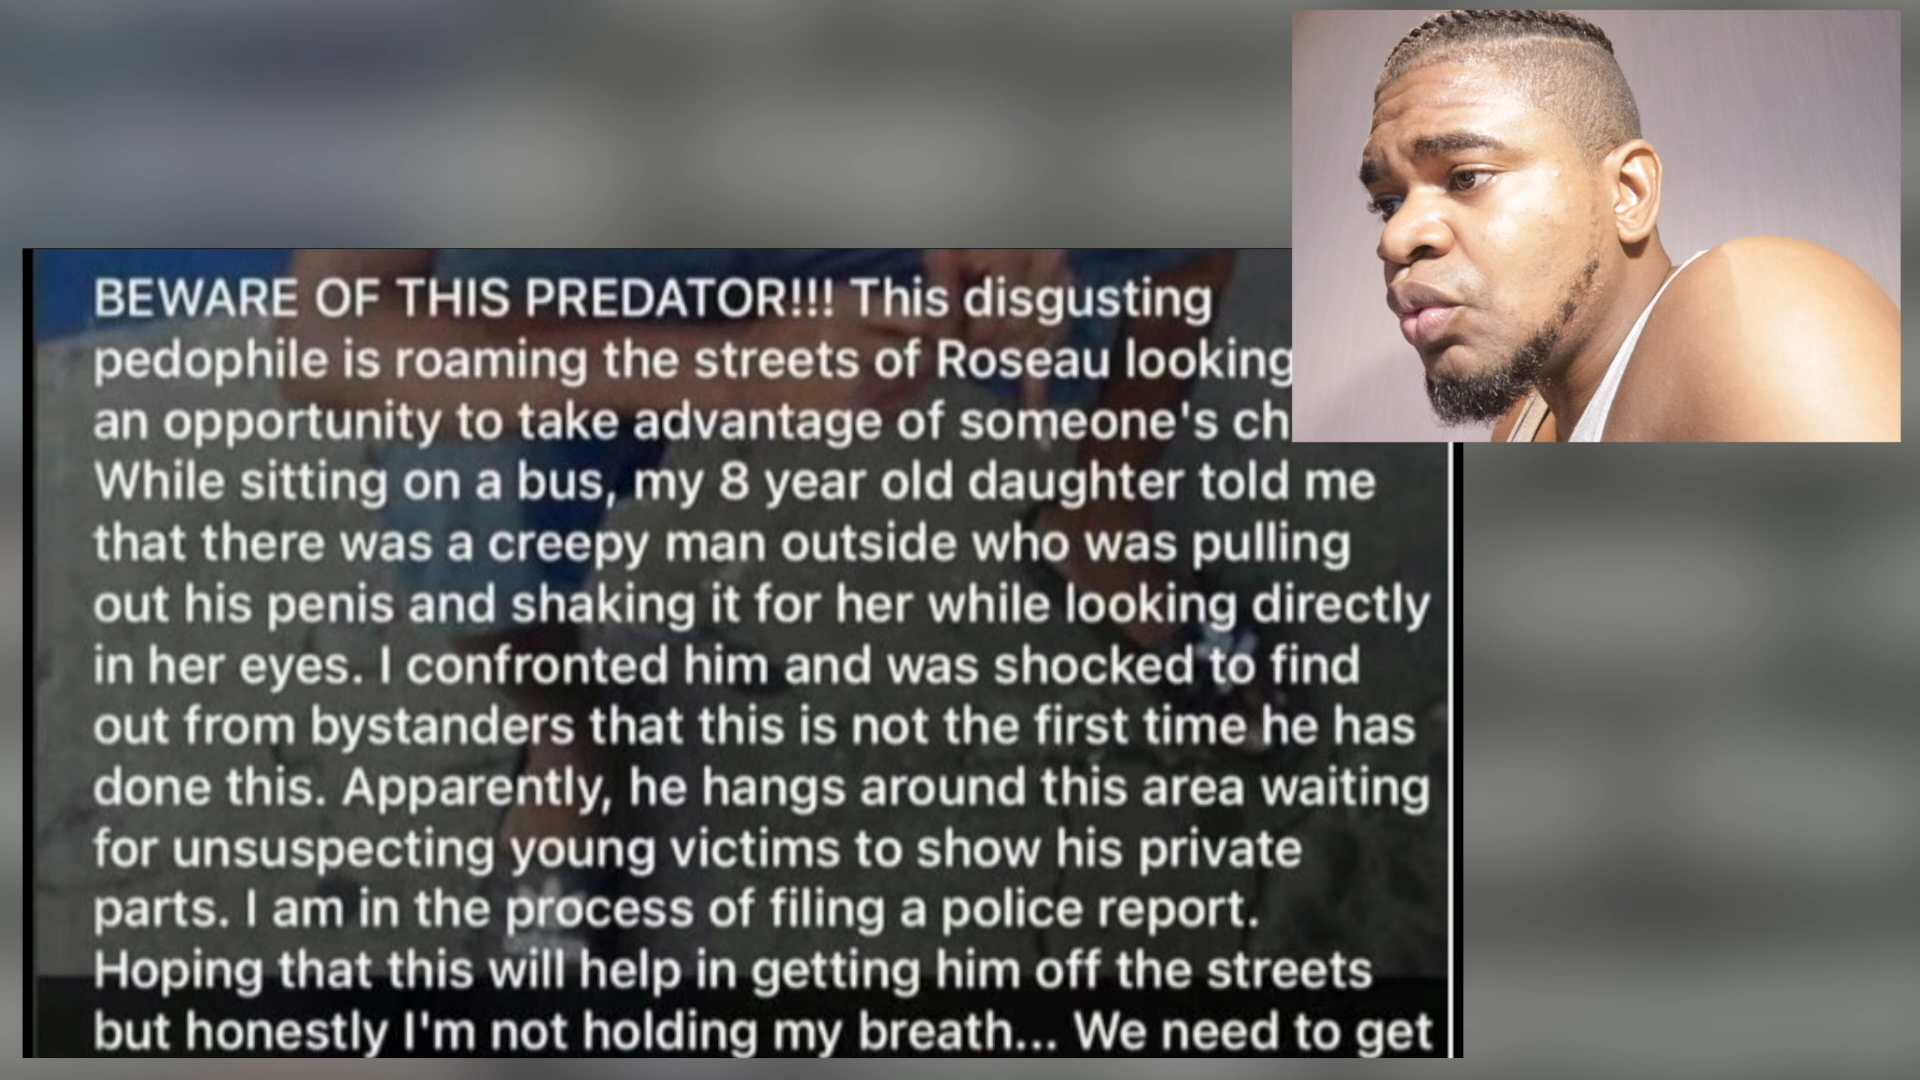 BEWARE OF THIS PREDATOR!!! This disgusting
pedophile is roaming the streets of Roseau looking
an opportunity to take advantage of someone's ch
While sitting on a bus, my 8 year old daughter told me
that there was a creepy man outside who was pulling
out his penis and shaking it for her while looking directly
in her eyes. I confronted him and was shocked to find
out from bystanders that this is not the first time he has
done this. Apparently, he hangs around this area waiting
for unsuspecting young victims to show his private
parts. I am in the process of filing a police report.
Hoping that this will help in getting him off the streets
but honestly I'm not holding my breath... We need to get